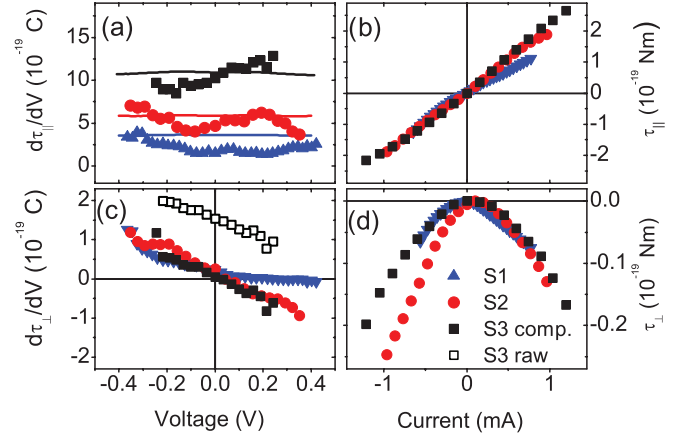 (a)
dτ∥/dV (10⁻¹⁹ C)
15
10
5
0
(b)
2
1
0
-1
-2
τ∥ (10⁻¹⁹ Nm)
(c)
dτ⊥/dV (10⁻¹⁹ C)
2
1
0
-2
-0.4 -0.2 0.0 0.2 0.4
Voltage (V)
(d)
0.0
-0.1
-0.2
τ⊥ (10⁻¹⁹ Nm)
S1
S2
S3 comp.
S3 raw
-1 0 1
Current (mA)